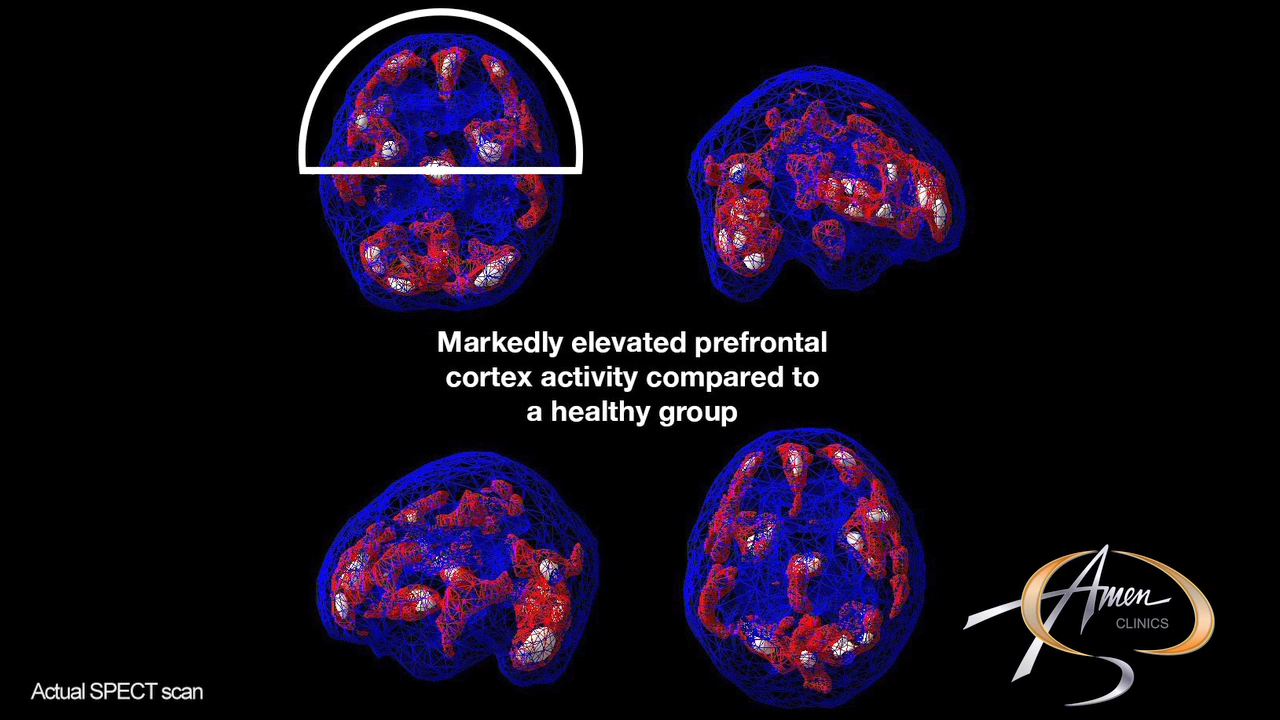 Markedly elevated prefrontal
cortex activity compared to
a healthy group
Amen
CLINICS
Actual SPECT scan